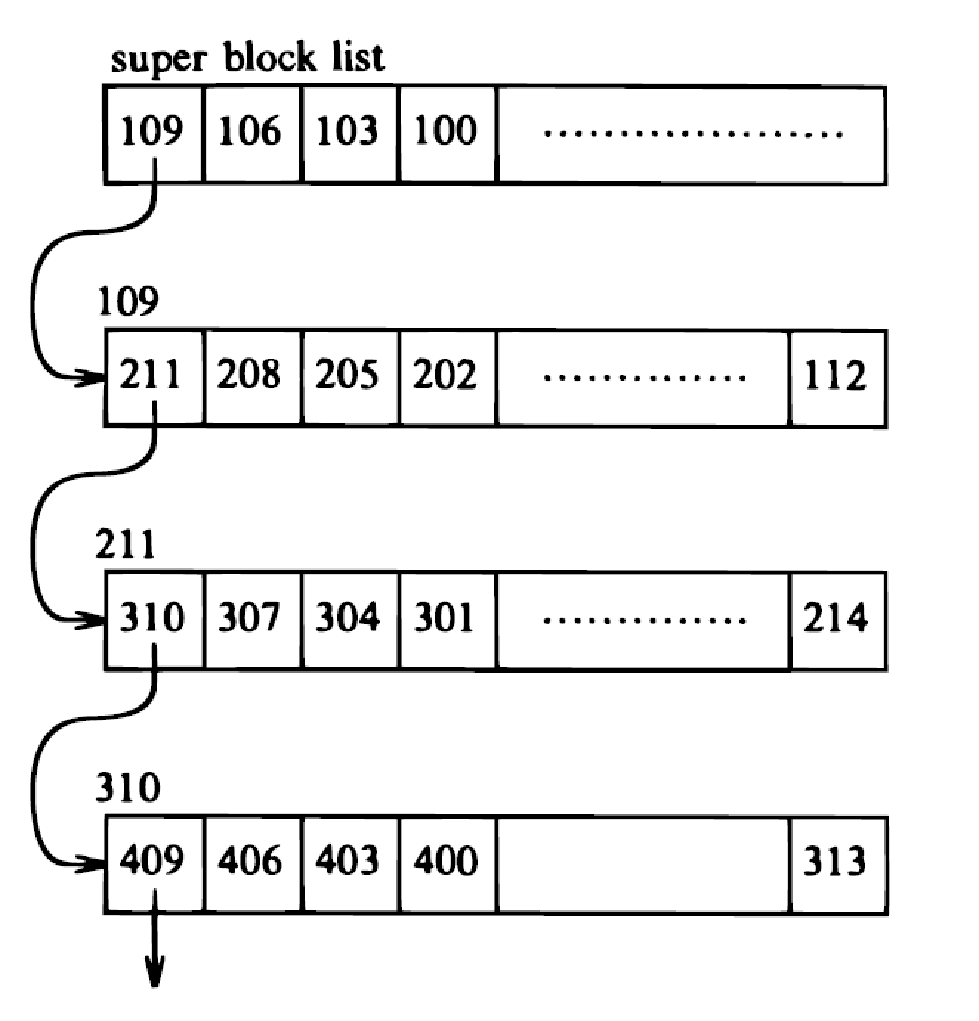 super block list
109 106 103 100 ....................
109
211 208 205 202 .............. 112
211
310 307 304 301 .............. 214
310
409 406 403 400 313